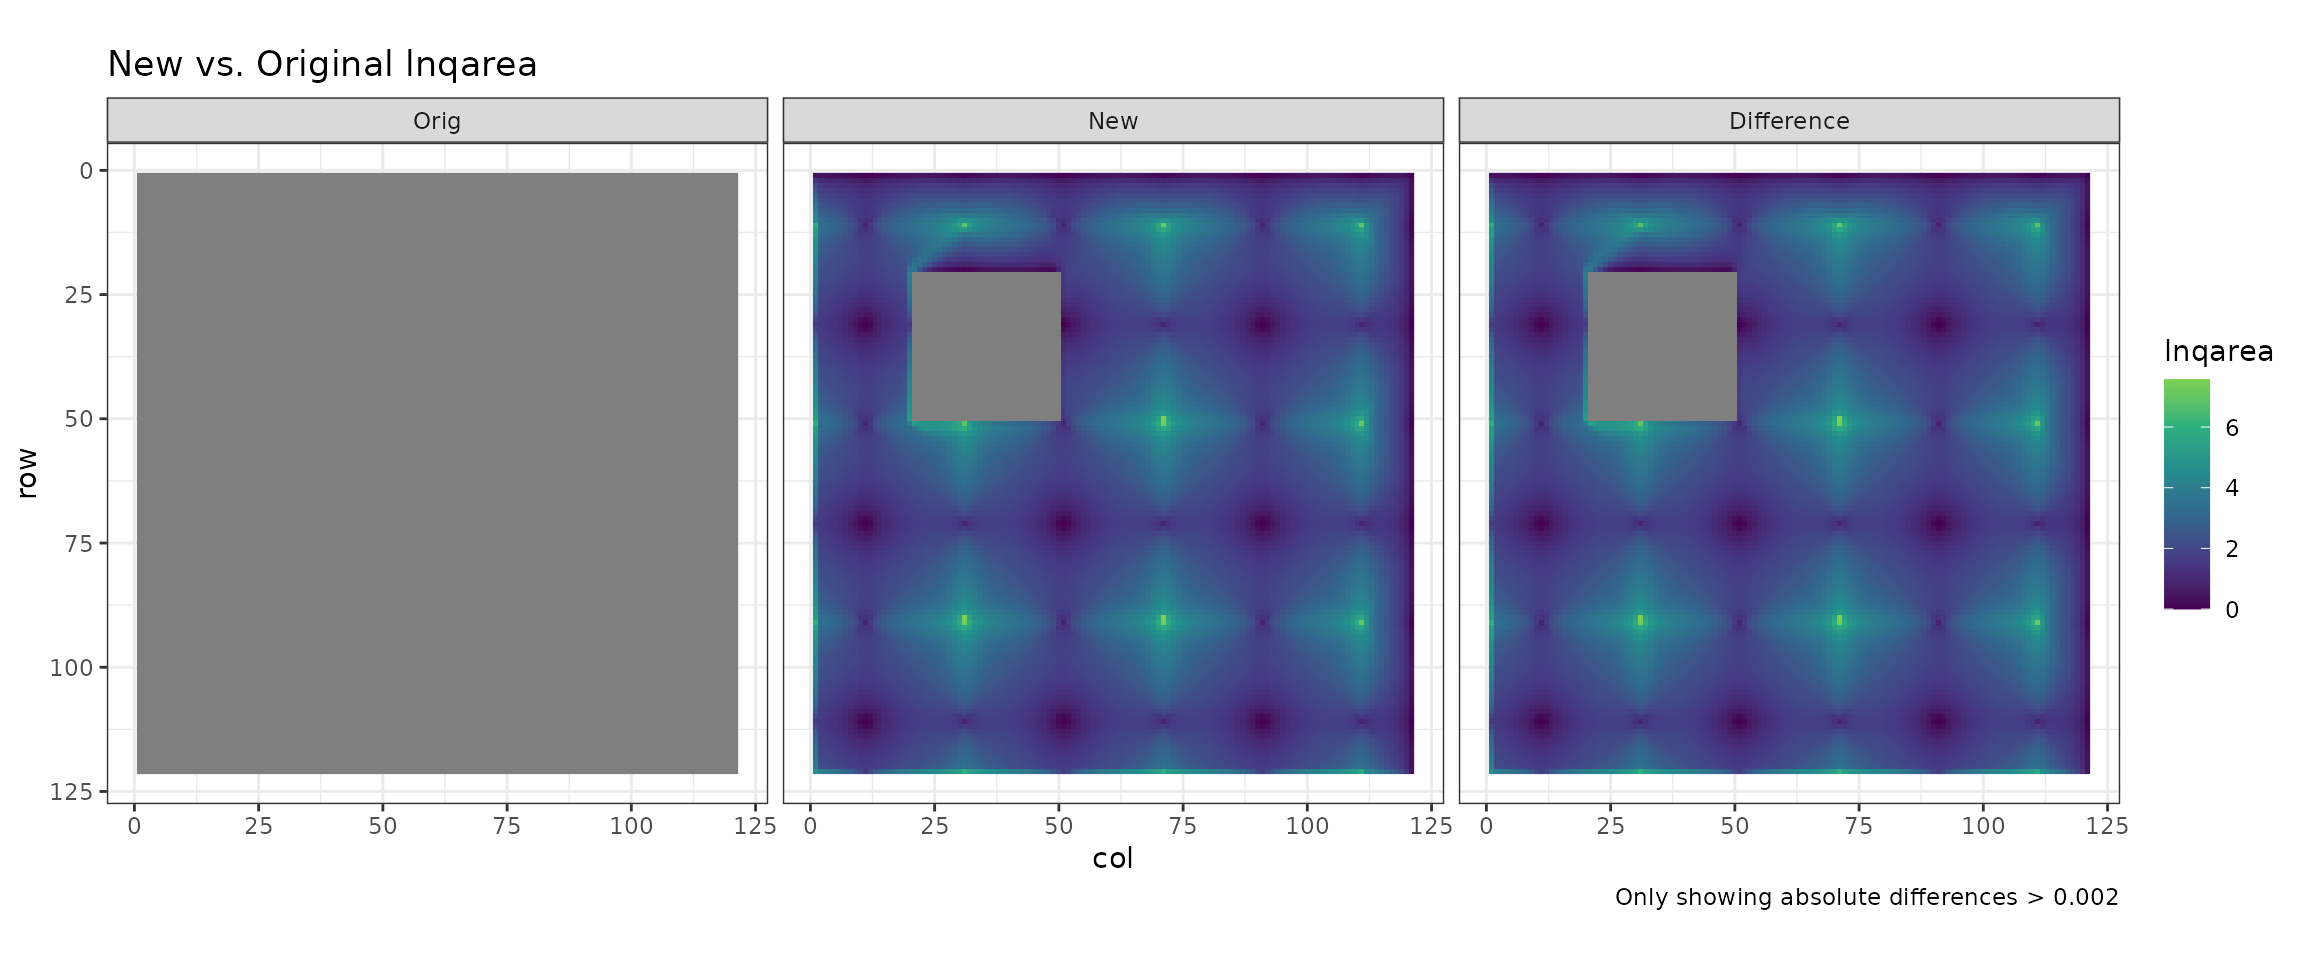 New vs. Original lnqarea
Orig
New
Difference
0
25
50
75
100
125
row
0 25 50 75 100 125
0 25 50 75 100 125
0 25 50 75 100 125
col
lnqarea
6
4
2
0
Only showing absolute differences > 0.002